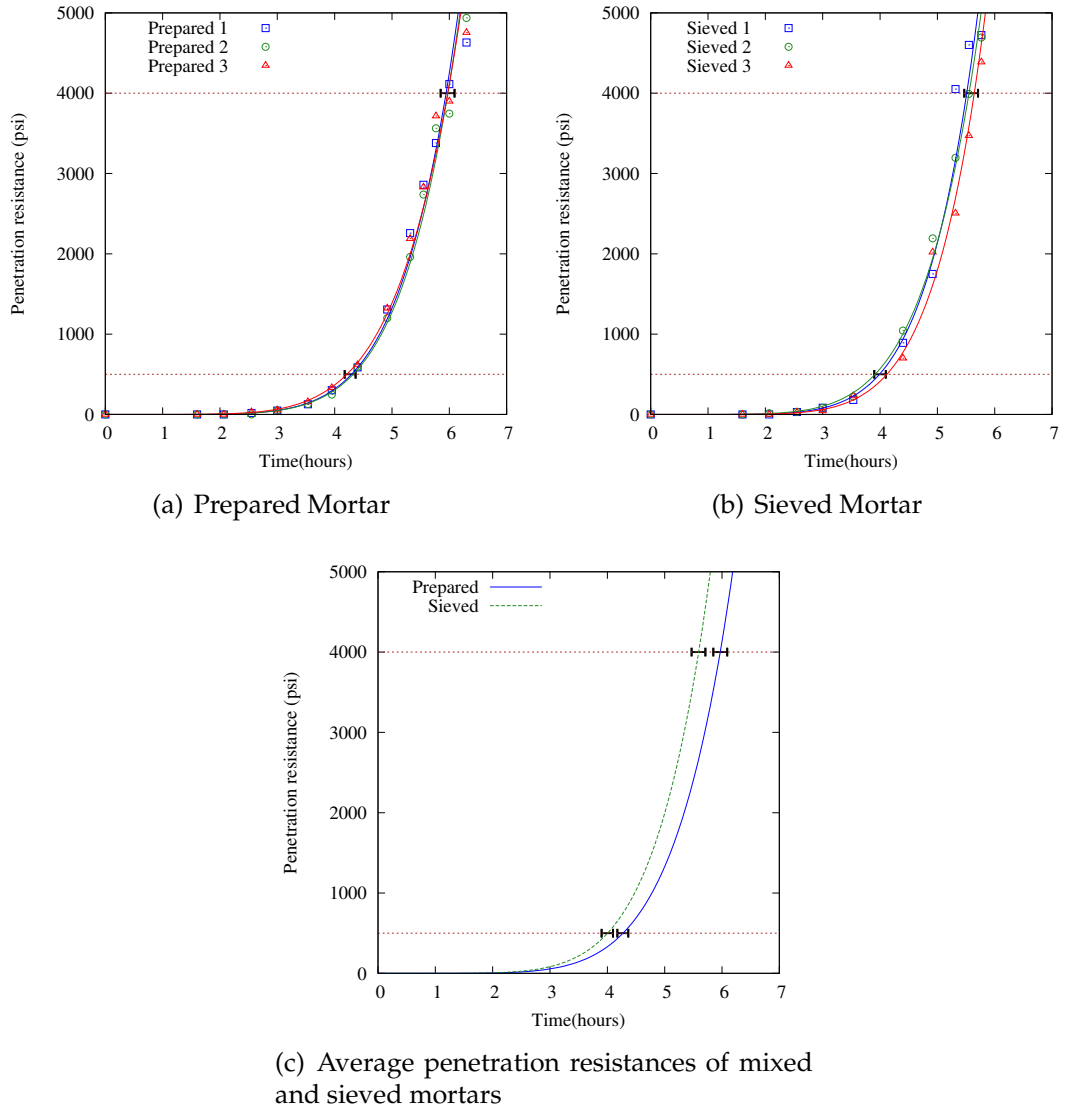 Prepared 1
Prepared 2
Prepared 3
5000
4000
3000
2000
1000
0
Penetration resistance (psi)
0 1 2 3 4 5 6 7
Time(hours)
(a) Prepared Mortar
Sieved 1
Sieved 2
Sieved 3
5000
4000
3000
2000
1000
0
Penetration resistance (psi)
0 1 2 3 4 5 6 7
Time(hours)
(b) Sieved Mortar
Prepared
Sieved
5000
4000
3000
2000
1000
0
Penetration resistance (psi)
0 1 2 3 4 5 6 7
Time(hours)
(c) Average penetration resistances of mixed
and sieved mortars